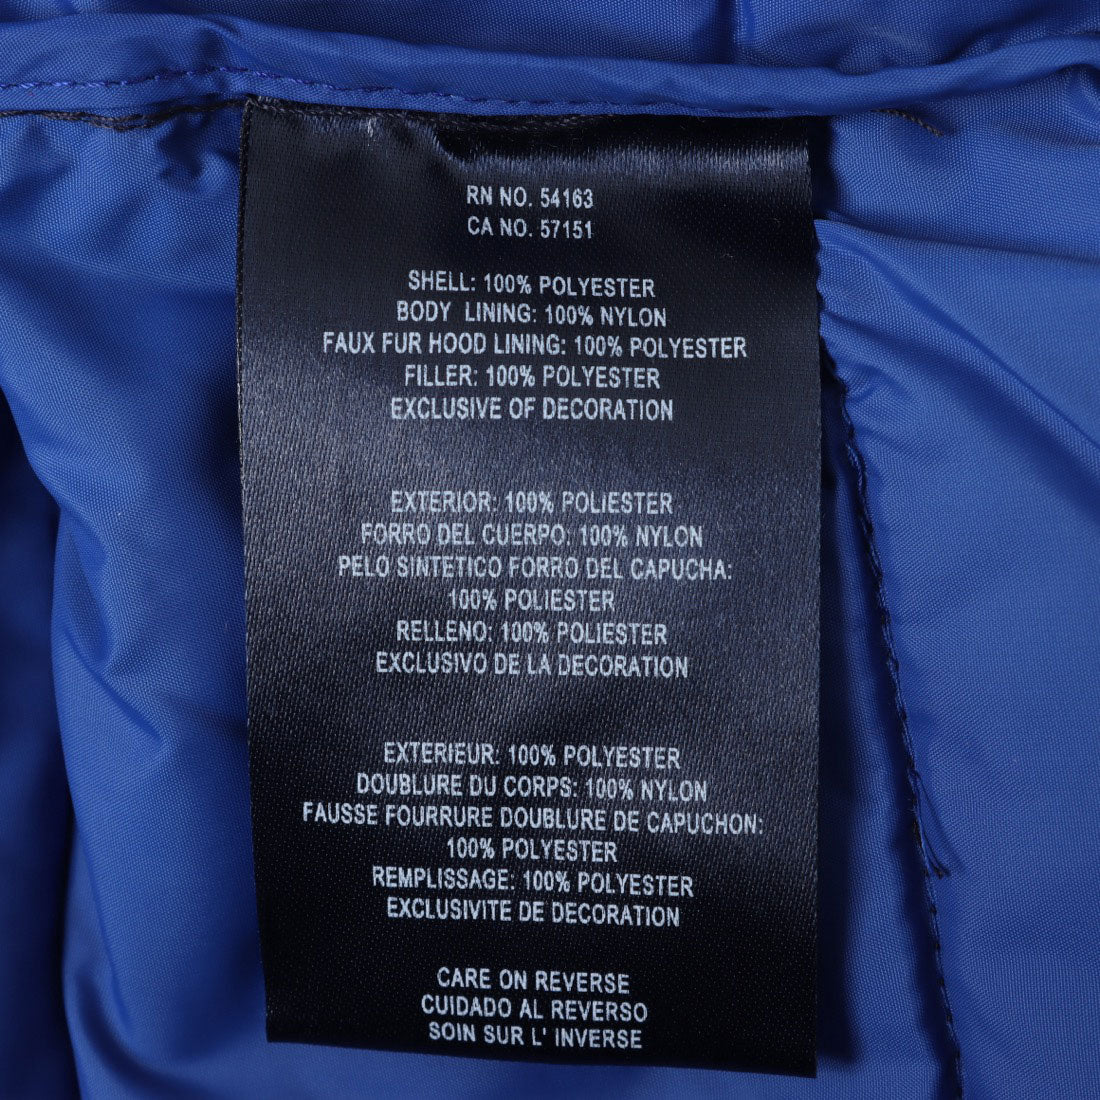 RN NO. 54163
CA NO. 57151
SHELL: 100% POLYESTER
BODY LINING: 100% NYLON
FAUX FUR HOOD LINING: 100% POLYESTER
FILLER: 100% POLYESTER
EXCLUSIVE OF DECORATION
EXTERIOR: 100% POLIESTER
FORRO DEL CUERPO: 100% NYLON
PELO SINTETICO FORRO DEL CAPUCHA:
100% POLIESTER
RELLENO: 100% POLIESTER
EXCLUSIVO DE LA DECORATION
EXTERIEUR: 100% POLYESTER
DOUBLURE DU CORPS: 100% NYLON
FAUSSE FOURRURE DOUBLURE DE CAPUCHON:
100% POLYESTER
REMPLISSAGE: 100% POLYESTER
EXCLUSIVITE DE DECORATION
CARE ON REVERSE
CUIDADO AL REVERSO
SOIN SUR L' INVERSE